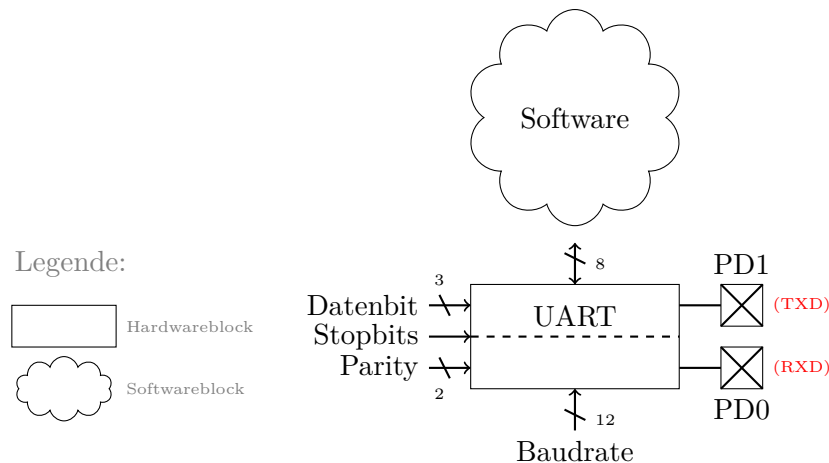 Software
Legende:
Hardwareblock
Softwareblock
8
3
Datenbit
Stopbits
Parity
2
UART
PD1
(TXD)
(RXD)
PD0
12
Baudrate